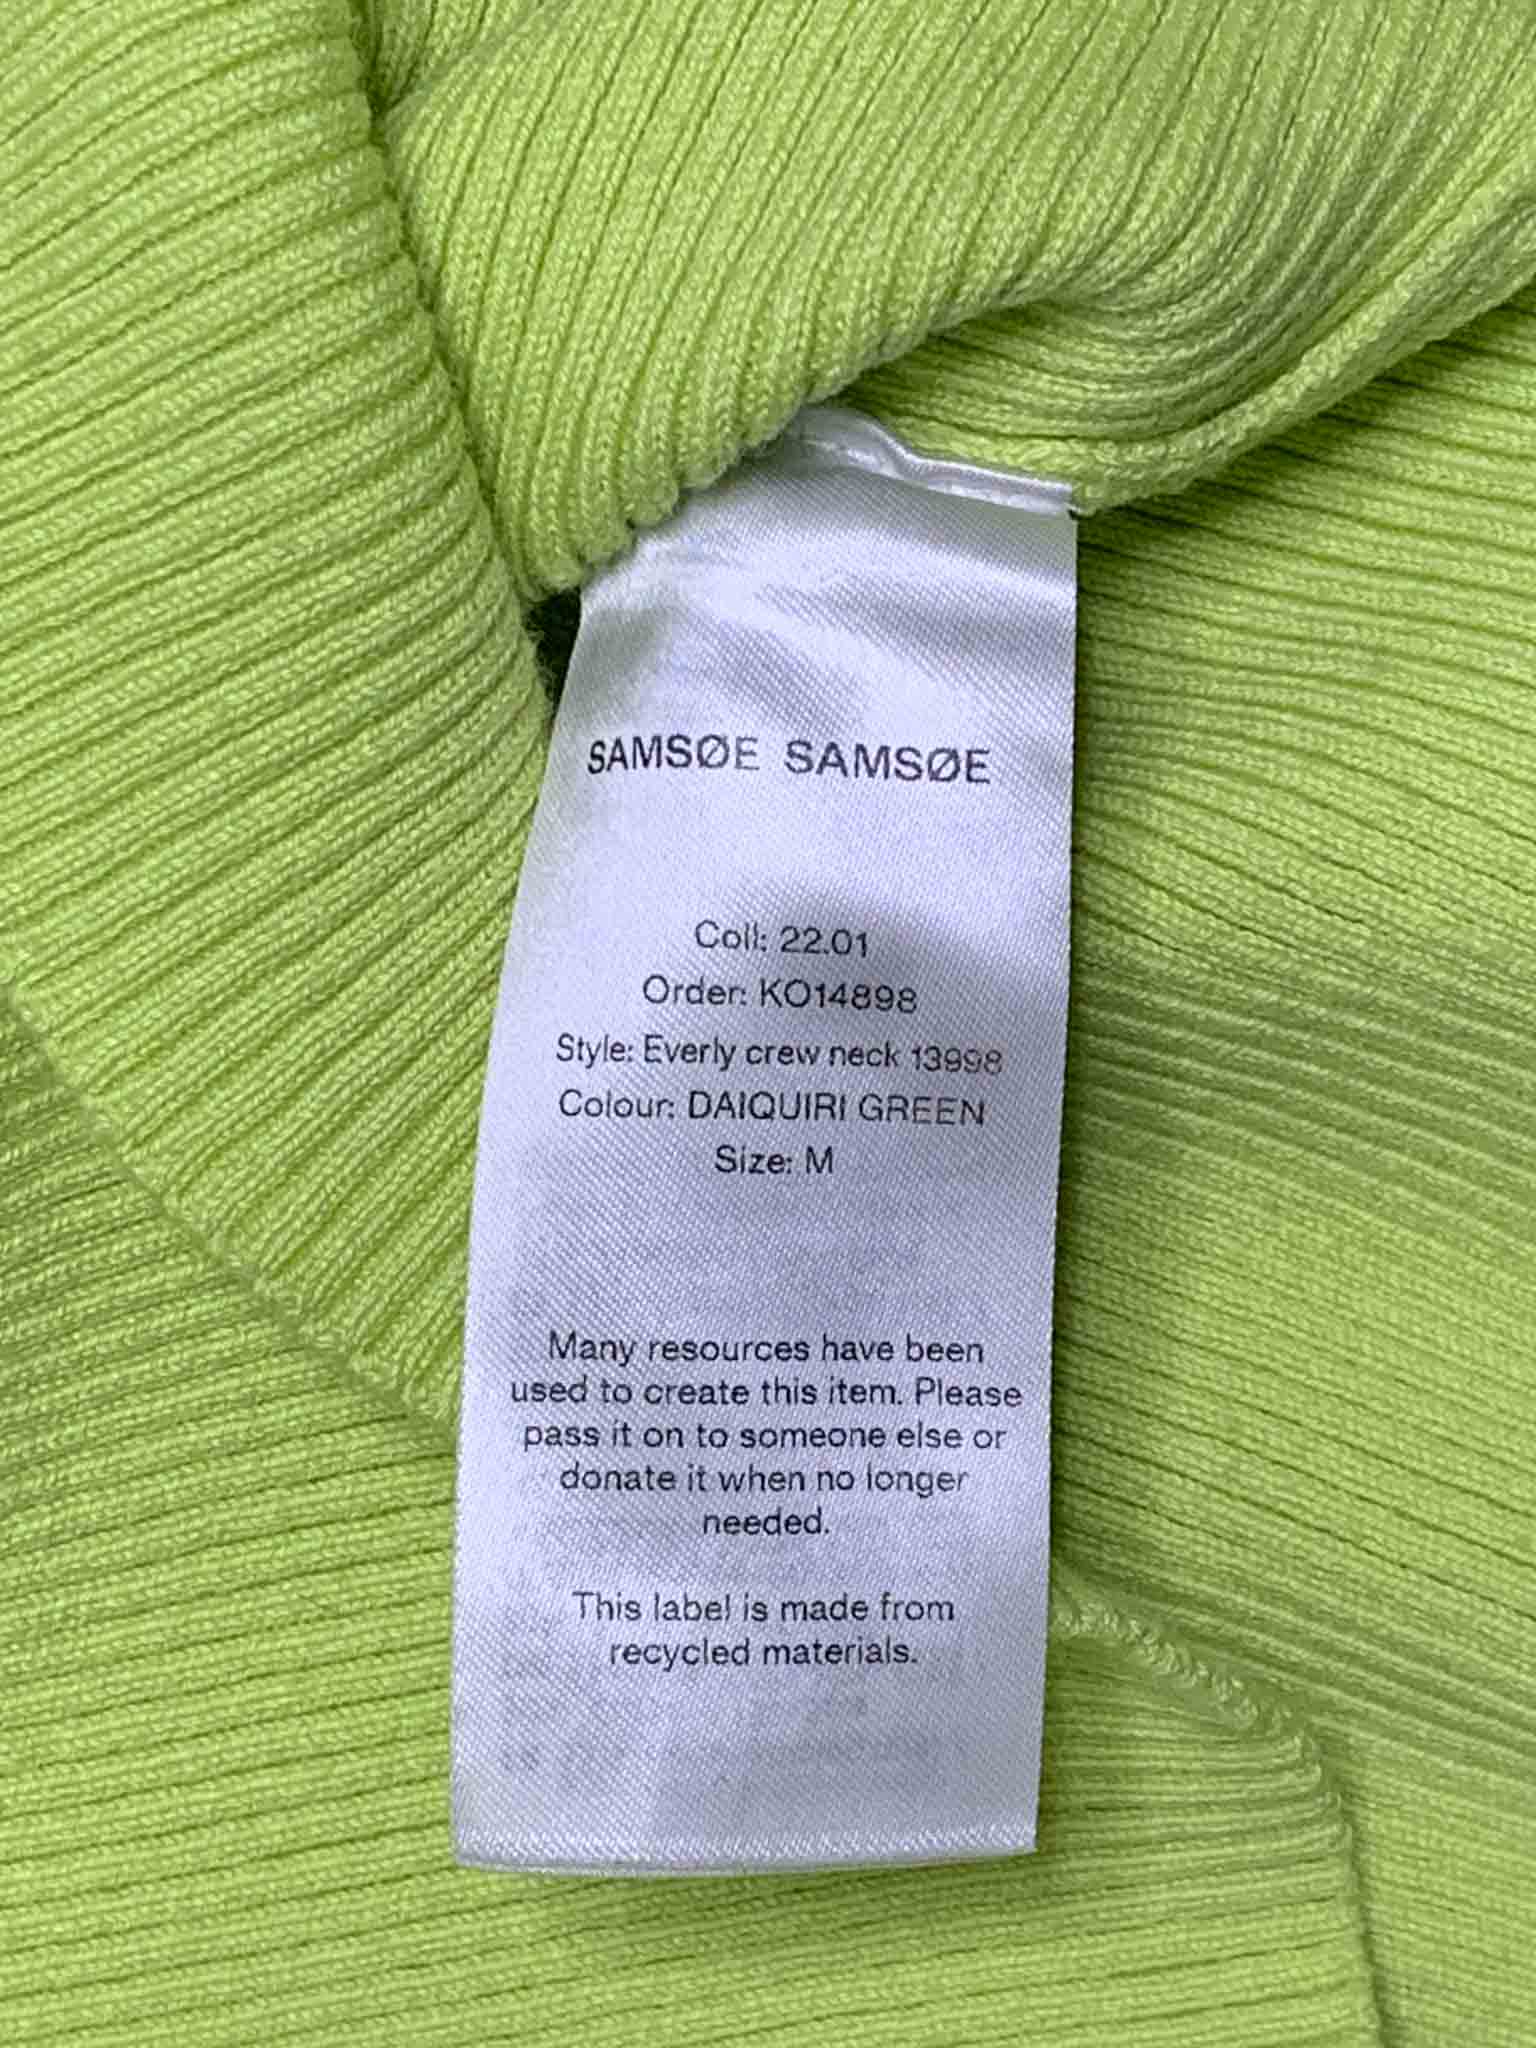 SAMSØE SAMSØE
Coll: 22.01
Order: KO14898
Style: Everly crew neck 13998
Colour: DAIQUIRI GREEN
Size: M
Many resources have been
used to create this item. Please
pass it on to someone else or
donate it when no longer
needed.
This label is made from
recycled materials.